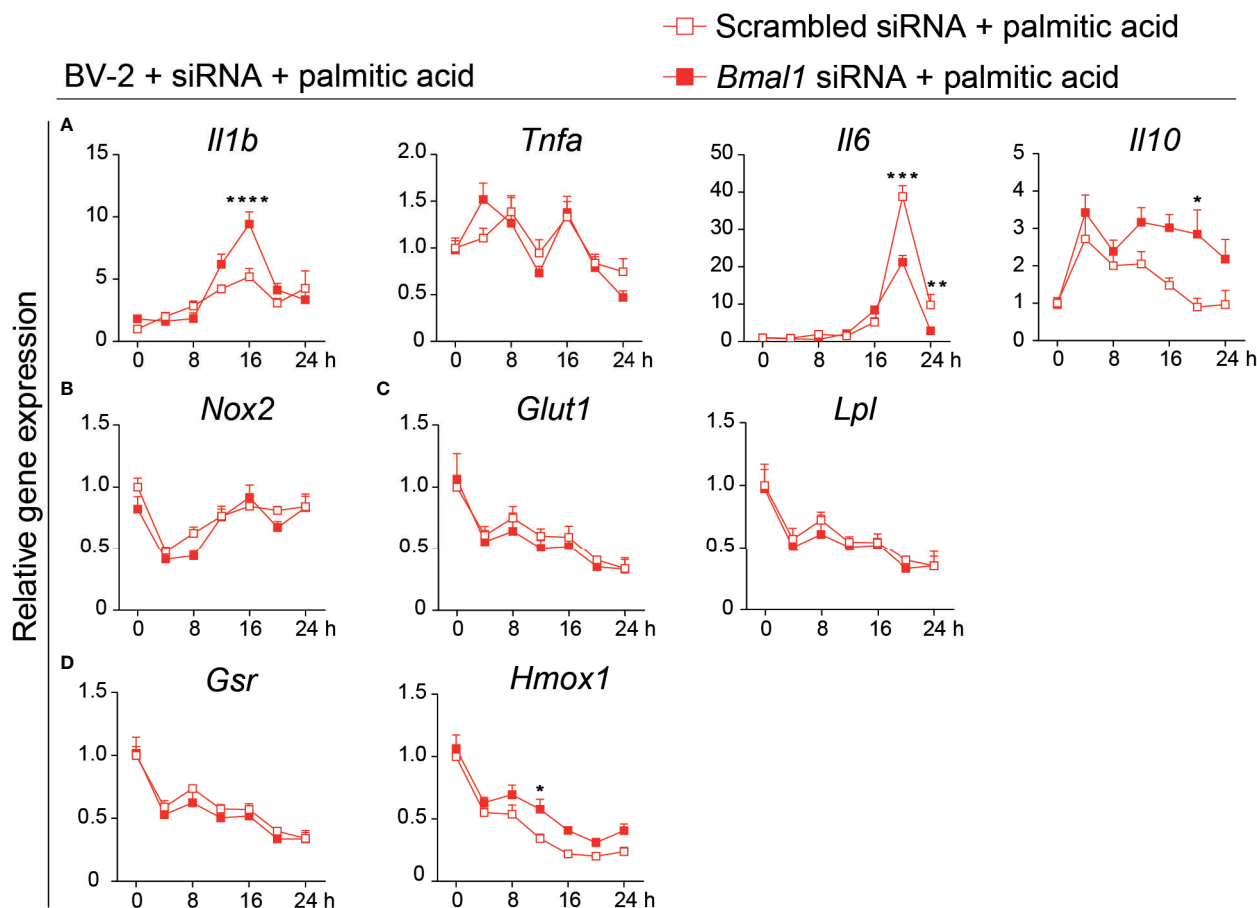 Scrambled siRNA + palmitic acid
BV-2 + siRNA + palmitic acid
Bmal1 siRNA + palmitic acid
Relative gene expression
A
Il1b
15
10
5
0
****
0 8 16 24 h
Tnfa
2.0
1.5
1.0
0.5
0
0 8 16 24 h
Il6
50
40
30
20
10
0
***
**
0 8 16 24 h
Il10
5
4
3
2
1
0
*
0 8 16 24 h
B
Nox2
1.5
1.0
0.5
0
0 8 16 24 h
C
Glut1
1.5
1.0
0.5
0
0 8 16 24 h
Lpl
1.5
1.0
0.5
0
0 8 16 24 h
D
Gsr
1.5
1.0
0.5
0
0 8 16 24 h
Hmox1
1.5
1.0
0.5
0
*
0 8 16 24 h